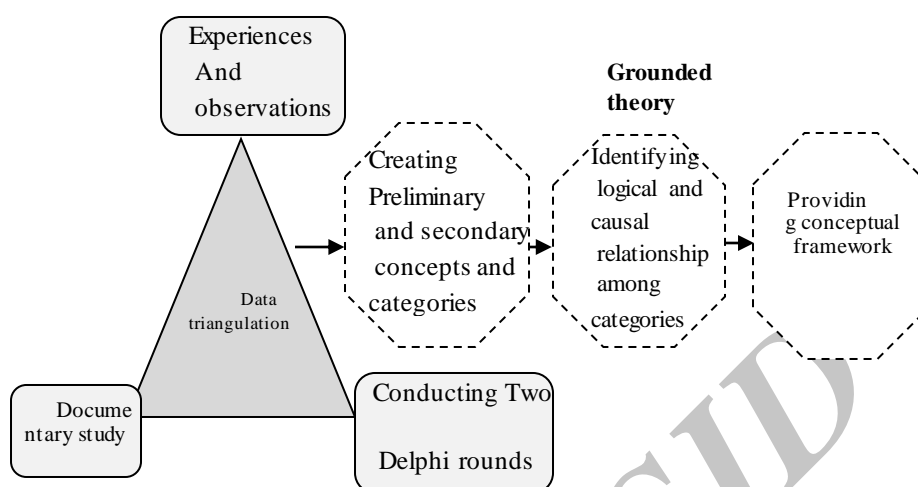 Experiences
And
observations
Grounded
theory
Creating
Preliminary
and secondary
concepts and
categories
Identifying
logical and
causal
relationship
among
categories
Providin
g conceptual
framework
Data
triangulation
Docume
ntary study
Conducting Two
Delphi rounds
SID